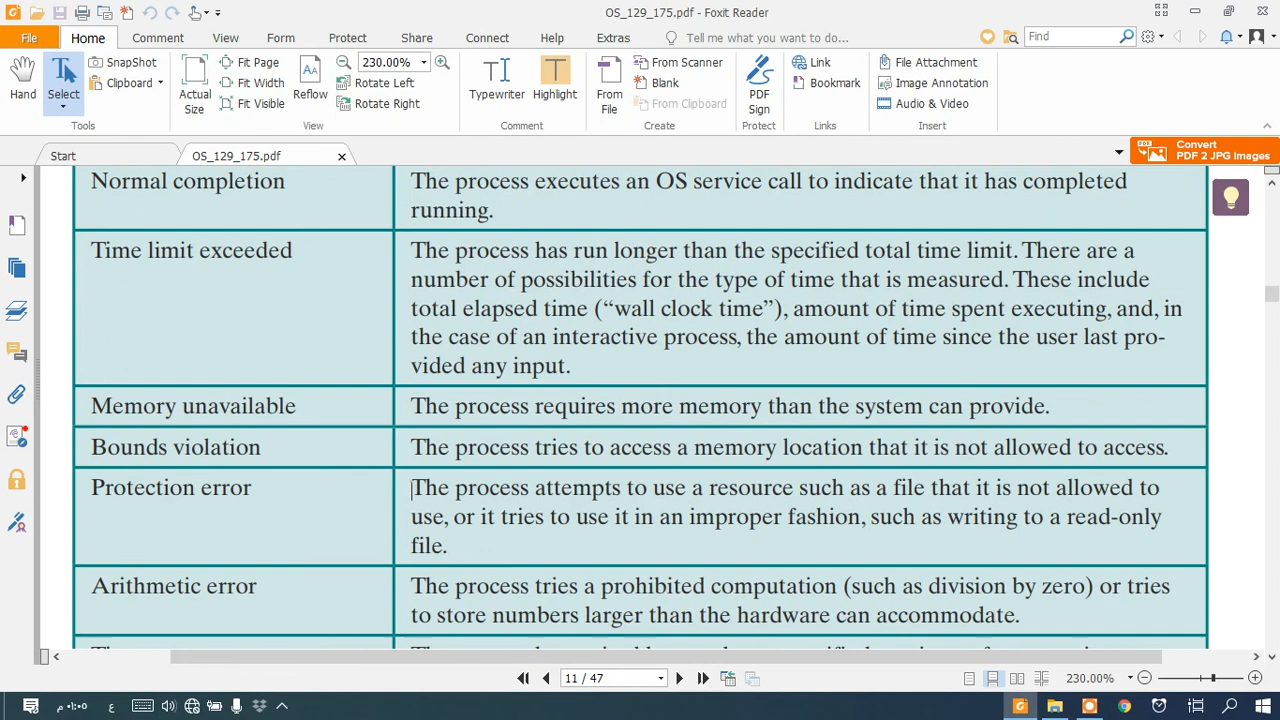 OS_129_175.pdf - Foxit Reader
File
Home
Comment
View
Form
Protect
Share
Connect
Help
Extras
Tell me what you want to do...
Find
Hand
Select
SnapShot
Clipboard
Tools
Actual
Size
Fit Page
Fit Width
Fit Visible
Reflow
230.00%
Rotate Left
Rotate Right
View
Typewriter
Highlight
Comment
From
File
From Scanner
Blank
From Clipboard
Create
PDF
Sign
Protect
Link
Bookmark
Links
File Attachment
Image Annotation
Audio & Video
Insert
Start
OS_129_175.pdf
Convert
PDF 2 JPG Images
Normal completion
The process executes an OS service call to indicate that it has completed
running.
Time limit exceeded
The process has run longer than the specified total time limit. There are a
number of possibilities for the type of time that is measured. These include
total elapsed time (“wall clock time”), amount of time spent executing, and, in
the case of an interactive process, the amount of time since the user last pro-
vided any input.
Memory unavailable
The process requires more memory than the system can provide.
Bounds violation
The process tries to access a memory location that it is not allowed to access.
Protection error
The process attempts to use a resource such as a file that it is not allowed to
use, or it tries to use it in an improper fashion, such as writing to a read-only
file.
Arithmetic error
The process tries a prohibited computation (such as division by zero) or tries
to store numbers larger than the hardware can accommodate.
11 / 47
230.00%
م ٠١:٠٥
ع